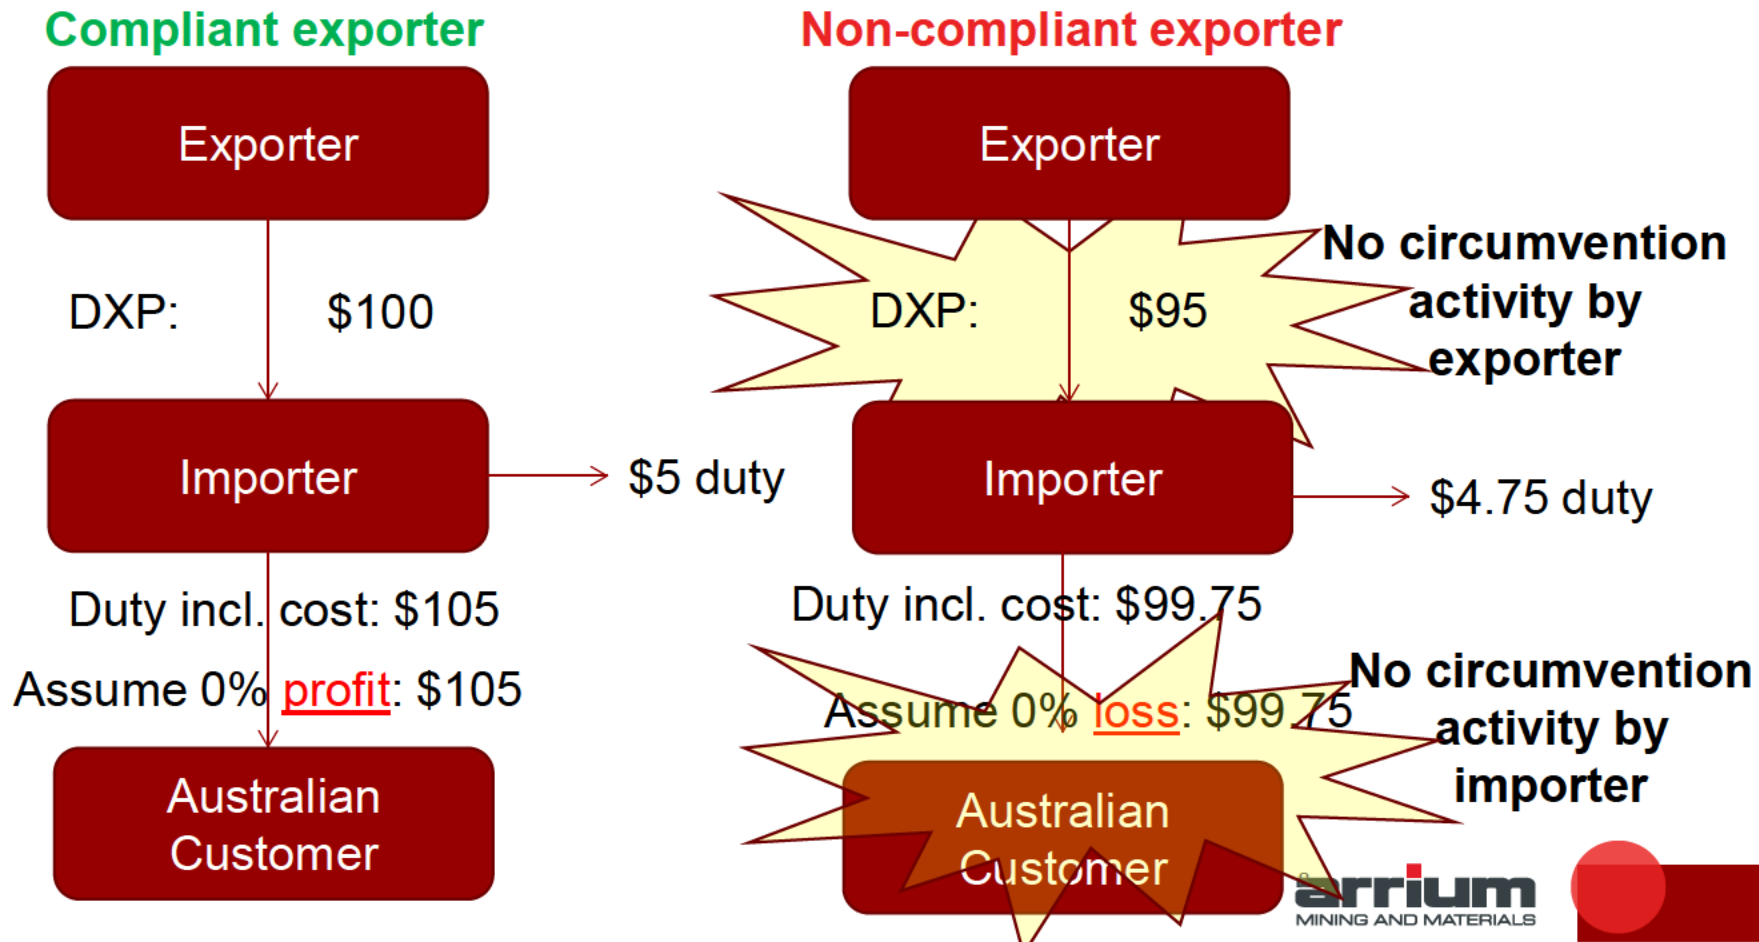 Compliant exporter
Exporter
DXP: $100
Importer
$5 duty
Duty incl. cost: $105
Assume 0% profit: $105
Australian
Customer
Non-compliant exporter
Exporter
DXP: $95
No circumvention
activity by
exporter
Importer
$4.75 duty
Duty incl. cost: $99.75
Assume 0% loss: $99.75
No circumvention
activity by
importer
Australian
Customer
arrium
MINING AND MATERIALS